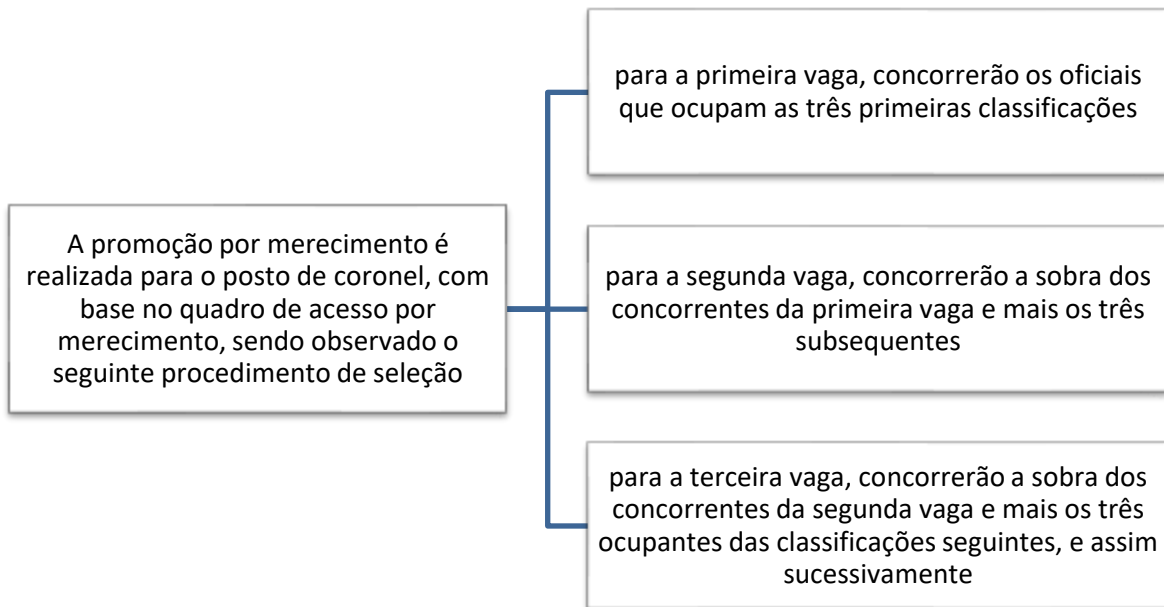 A promoção por merecimento é
realizada para o posto de coronel, com
base no quadro de acesso por
merecimento, sendo observado o
seguinte procedimento de seleção
para a primeira vaga, concorrerão os oficiais
que ocupam as três primeiras classificações
para a segunda vaga, concorrerão a sobra dos
concorrentes da primeira vaga e mais os três
subsequentes
para a terceira vaga, concorrerão a sobra dos
concorrentes da segunda vaga e mais os três
ocupantes das classificações seguintes, e assim
sucessivamente